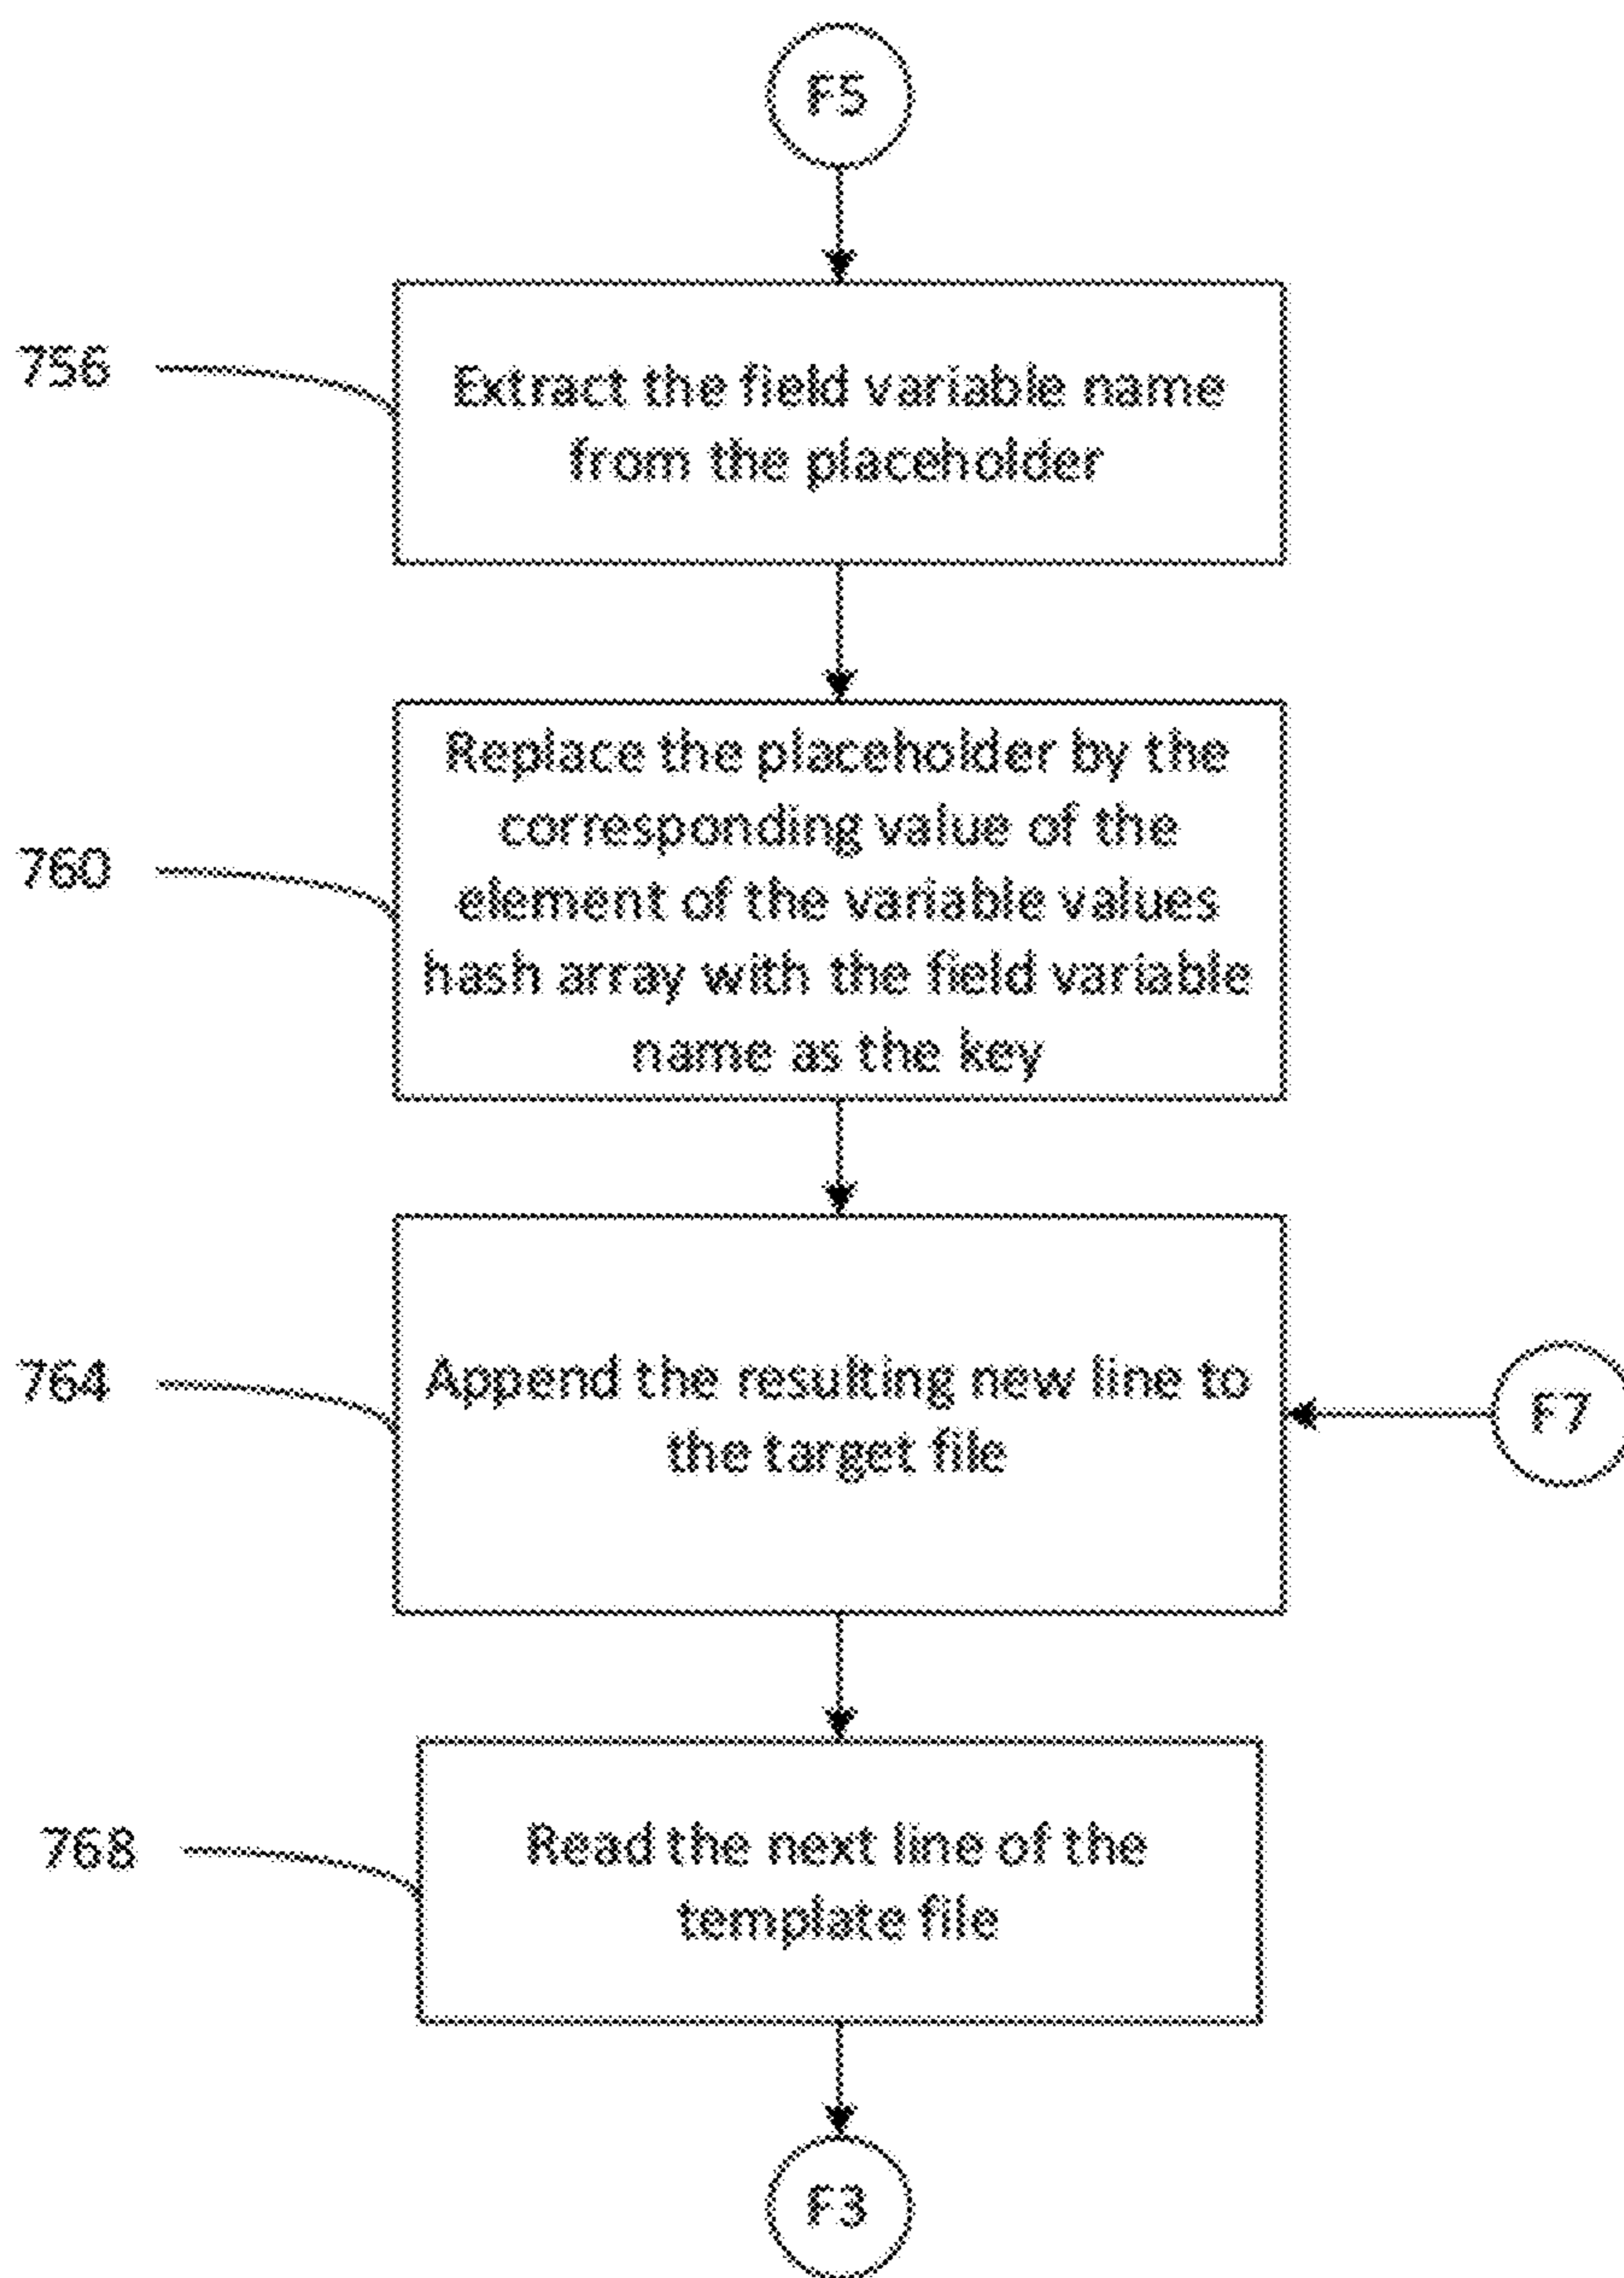 F5
756
Extract the field variable name
from the placeholder
760
Replace the placeholder by the
corresponding value of the
element of the variable values
hash array with the field variable
name as the key
764
Append the resulting new line to
the target file
F7
768
Read the next line of the
template file
F3